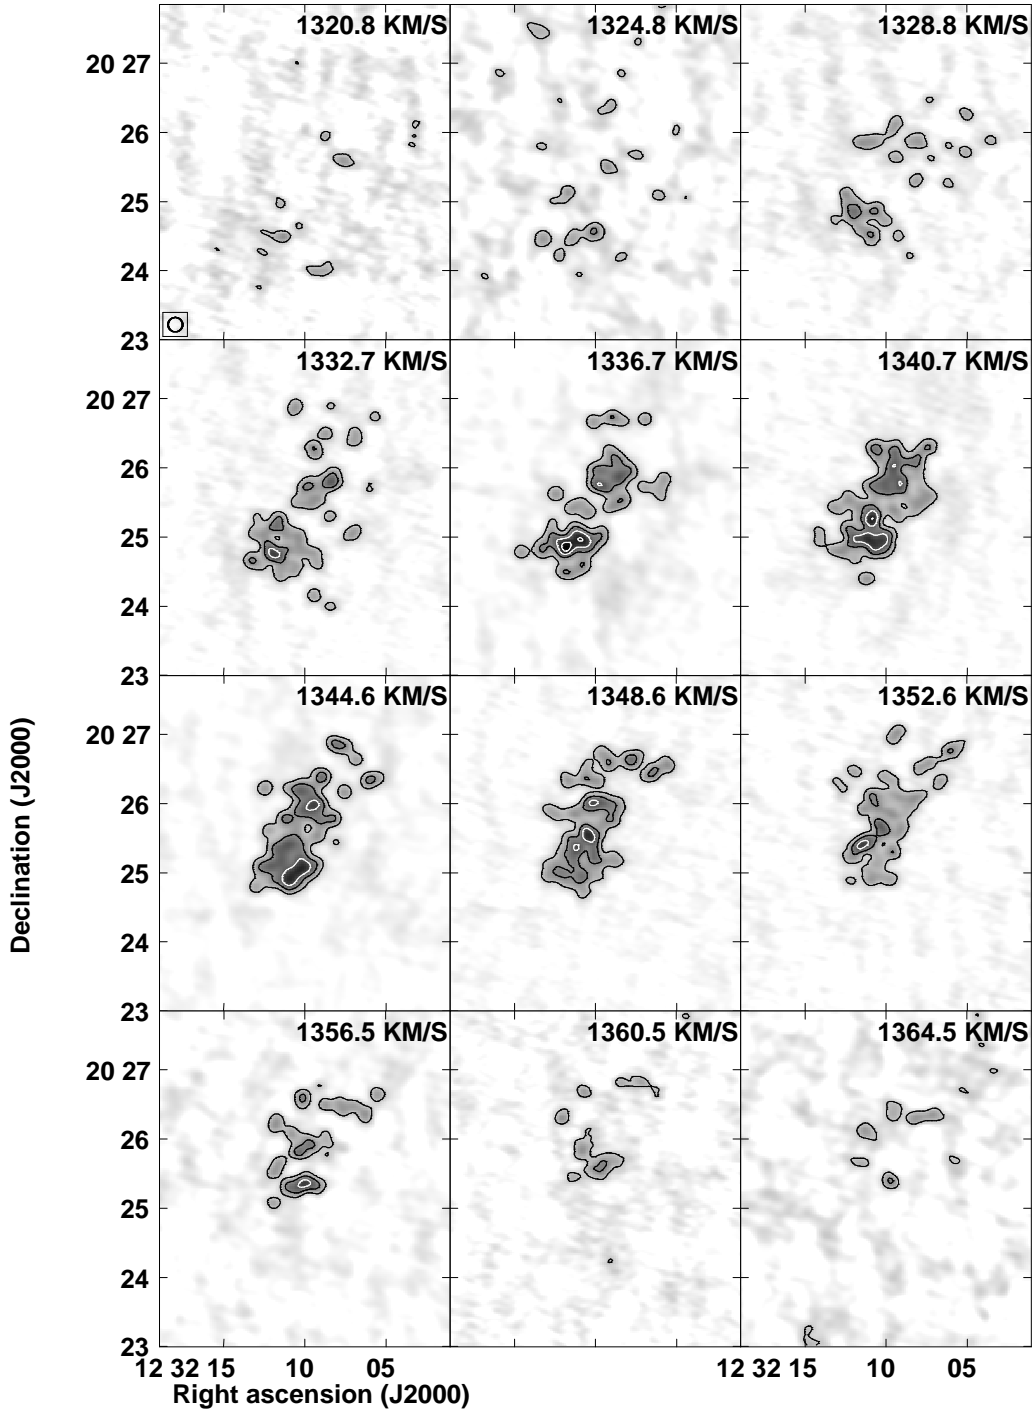 1320.8 KM/S 1324.8 KM/S 1328.8 KM/S
20 27
26
25
24
23
1332.7 KM/S 1336.7 KM/S 1340.7 KM/S
20 27
26
25
24
23
1344.6 KM/S 1348.6 KM/S 1352.6 KM/S
20 27
26
25
24
23
1356.5 KM/S 1360.5 KM/S 1364.5 KM/S
20 27
26
25
24
23
Declination (J2000)
12 32 15 10 05 12 32 15 10 05
Right ascension (J2000)